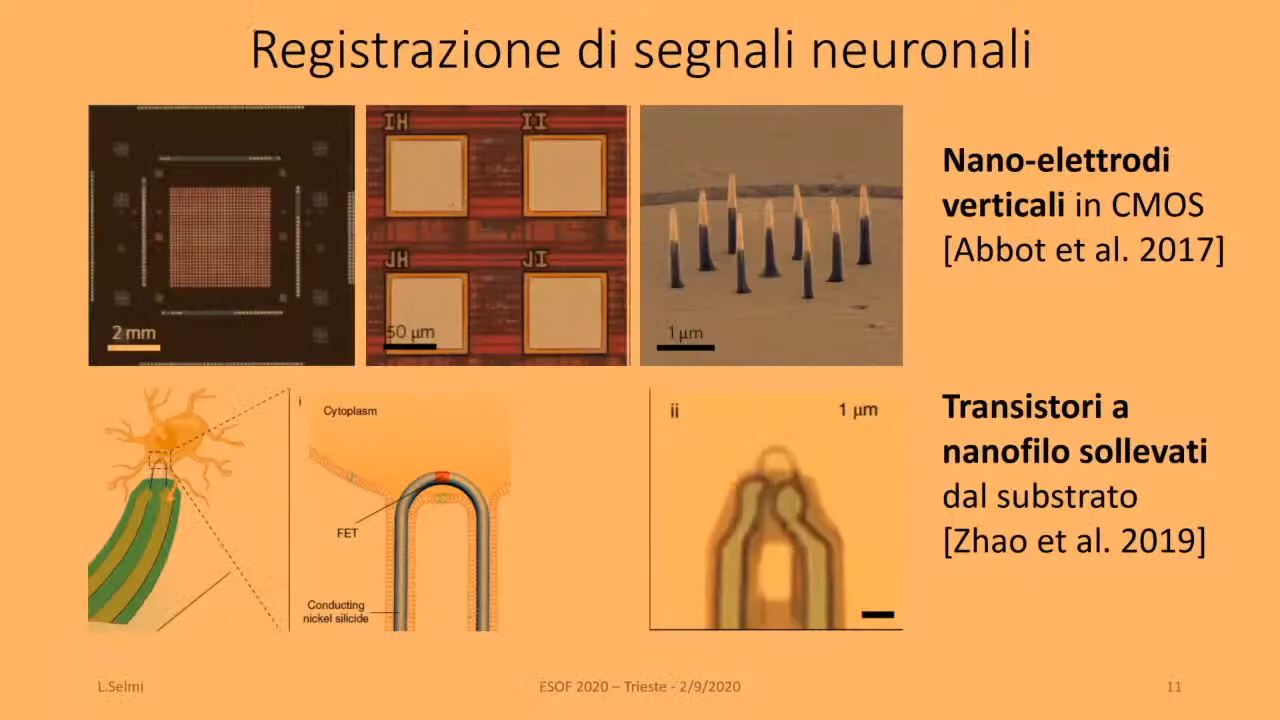 Registrazione di segnali neuronali
IH
II
JH
JI
2 mm
50 µm
1 µm
Nano-elettrodi
verticali in CMOS
[Abbot et al. 2017]
i
Cytoplasm
FET
Conducting
nickel silicide
ii
1 µm
Transistori a
nanofilo sollevati
dal substrato
[Zhao et al. 2019]
L.Selmi
ESOF 2020 – Trieste - 2/9/2020
11